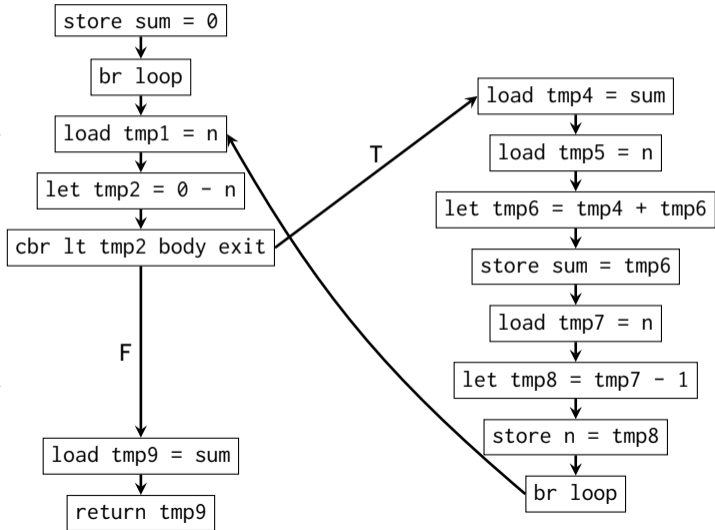 store sum = 0
br loop
load tmp1 = n
let tmp2 = 0 - n
cbr lt tmp2 body exit
T
F
load tmp9 = sum
return tmp9
load tmp4 = sum
load tmp5 = n
let tmp6 = tmp4 + tmp6
store sum = tmp6
load tmp7 = n
let tmp8 = tmp7 - 1
store n = tmp8
br loop